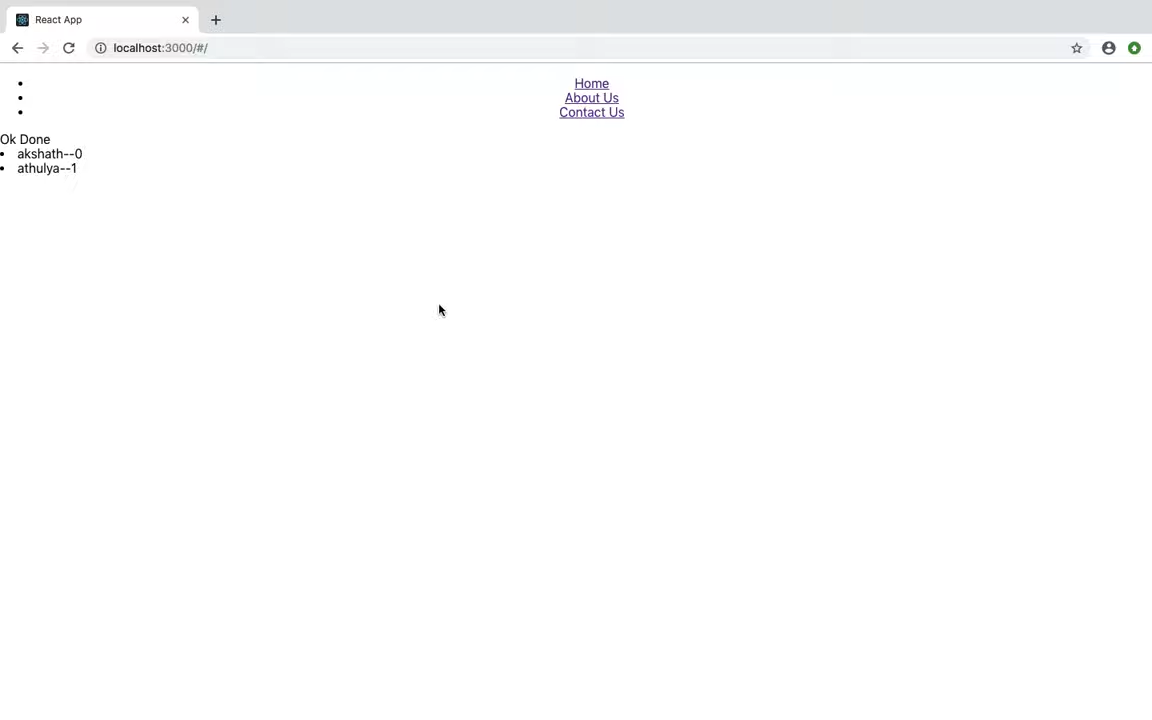 React App
localhost:3000/#/
Home
About Us
Contact Us
Ok Done
akshath--0
athulya--1